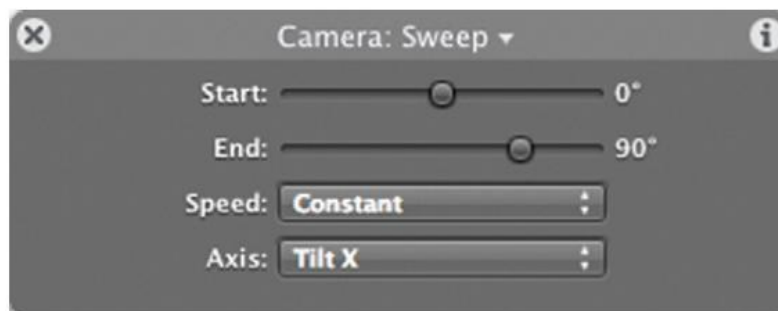 Camera: Sweep
Start: 0°
End: 90°
Speed: Constant
Axis: Tilt X